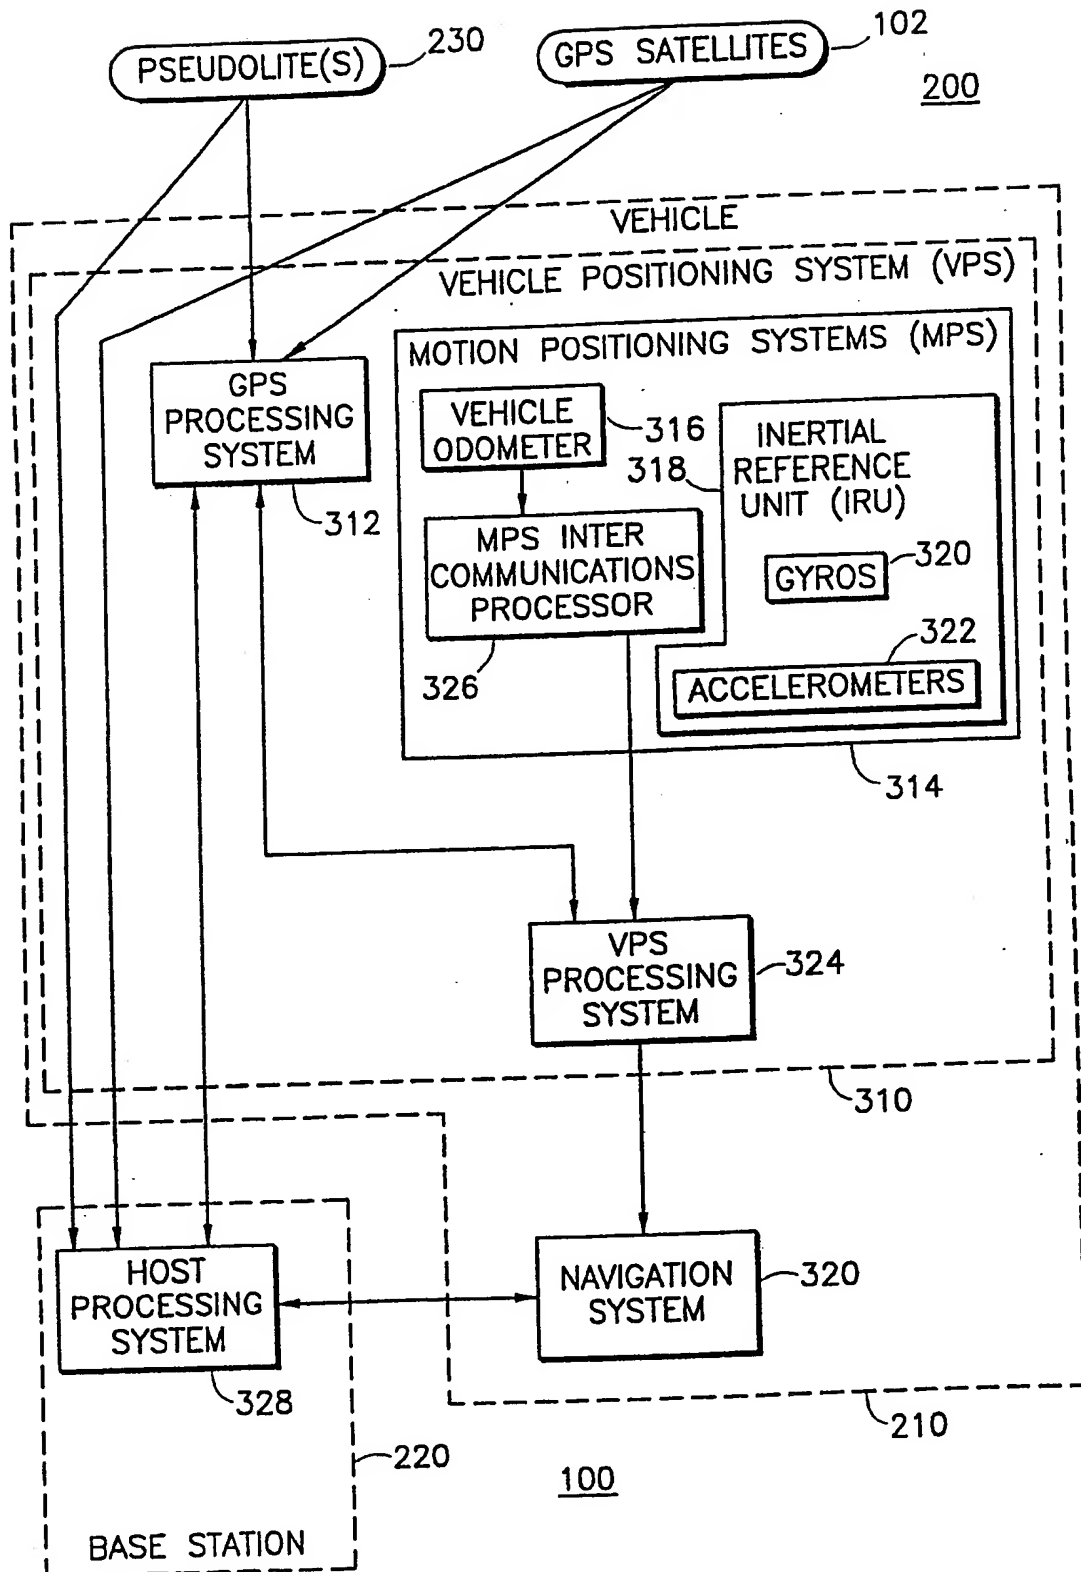 PSEUDOLITE(S)
230
GPS SATELLITES
102
200
VEHICLE
VEHICLE POSITIONING SYSTEM (VPS)
MOTION POSITIONING SYSTEMS (MPS)
GPS
PROCESSING
SYSTEM
312
VEHICLE
ODOMETER
316
318
INERTIAL
REFERENCE
UNIT (IRU)
MPS INTER
COMMUNICATIONS
PROCESSOR
326
GYROS
320
322
ACCELEROMETERS
314
VPS
PROCESSING
SYSTEM
324
310
HOST
PROCESSING
SYSTEM
328
NAVIGATION
SYSTEM
320
210
220
100
BASE STATION